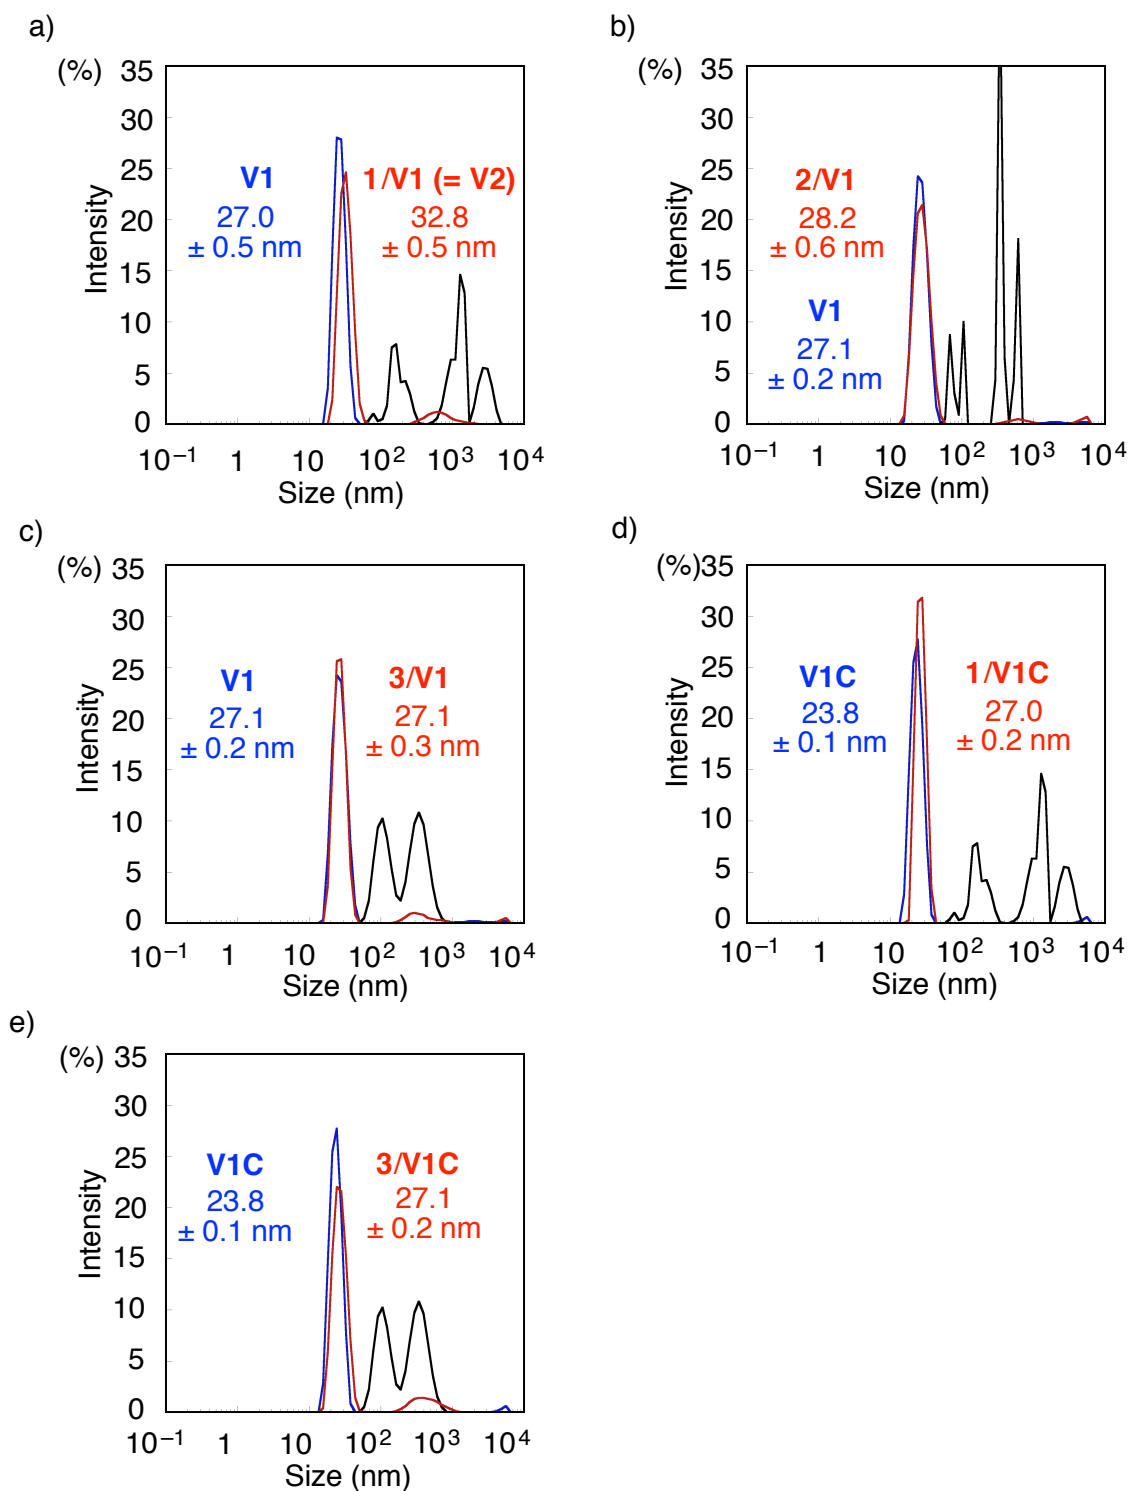 a)
(%) 35
30
25
20
15
10
5
0
Intensity
V1
27.0
± 0.5 nm
1/V1 (= V2)
32.8
± 0.5 nm
10⁻¹ 1 10 10² 10³ 10⁴
Size (nm)
b)
(%) 35
30
25
20
15
10
5
0
Intensity
2/V1
28.2
± 0.6 nm
V1
27.1
± 0.2 nm
10⁻¹ 1 10 10² 10³ 10⁴
Size (nm)
c)
(%) 35
30
25
20
15
10
5
0
Intensity
V1
27.1
± 0.2 nm
3/V1
27.1
± 0.3 nm
10⁻¹ 1 10 10² 10³ 10⁴
Size (nm)
d)
(%)35
30
25
20
15
10
5
0
Intensity
V1C
23.8
± 0.1 nm
1/V1C
27.0
± 0.2 nm
10⁻¹ 1 10 10² 10³ 10⁴
Size (nm)
e)
(%) 35
30
25
20
15
10
5
0
Intensity
V1C
23.8
± 0.1 nm
3/V1C
27.1
± 0.2 nm
10⁻¹ 1 10 10² 10³ 10⁴
Size (nm)